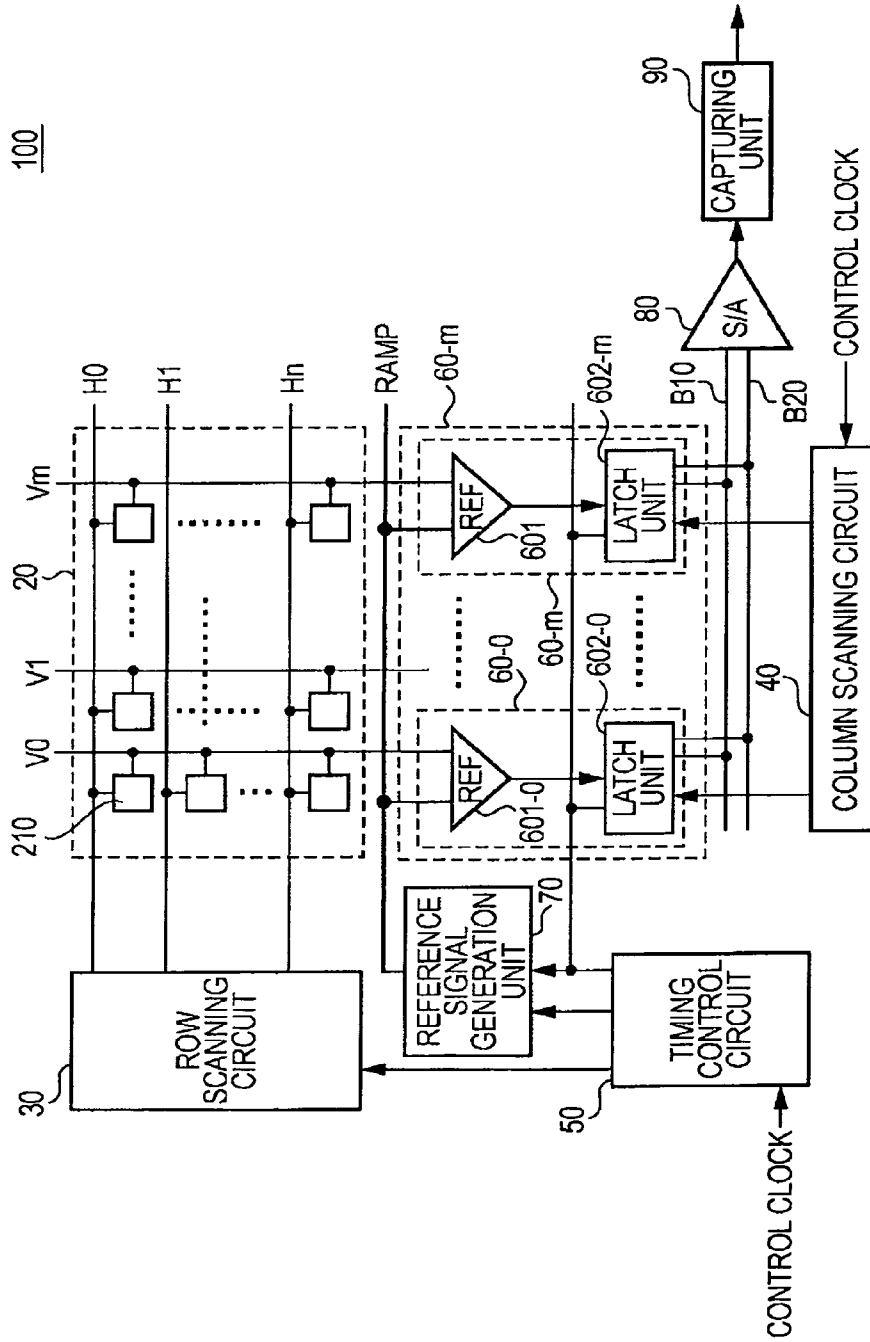 100
20
Vm
V1
V0
210
H0
H1
Hn
RAMP
30
ROW
SCANNING
CIRCUIT
60-m
REF
601
602-m
LATCH
UNIT
60-m
60-0
REF
601-0
602-0
LATCH
UNIT
70
REFERENCE
SIGNAL
GENERATION
UNIT
50
TIMING
CONTROL
CIRCUIT
CONTROL CLOCK
B10
B20
80
S/A
90
CAPTURING
UNIT
40
COLUMN SCANNING CIRCUIT
CONTROL CLOCK